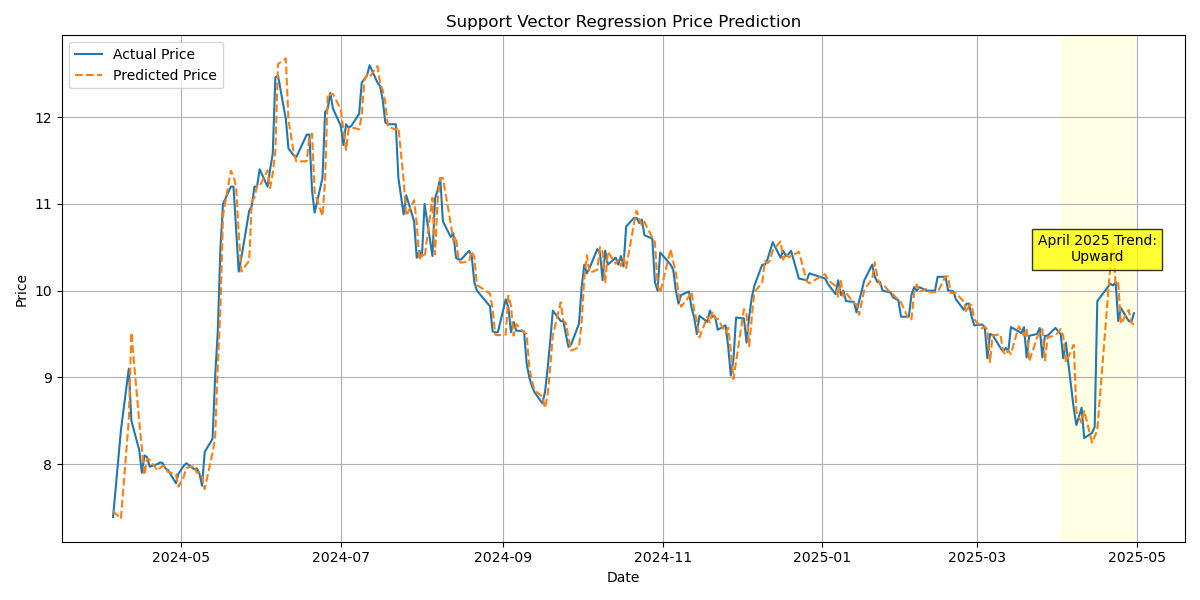 Support Vector Regression Price Prediction
Actual Price
Predicted Price
April 2025 Trend:
Upward
Price
12
11
10
9
8
2024-05 2024-07 2024-09 2024-11 2025-01 2025-03 2025-05
Date